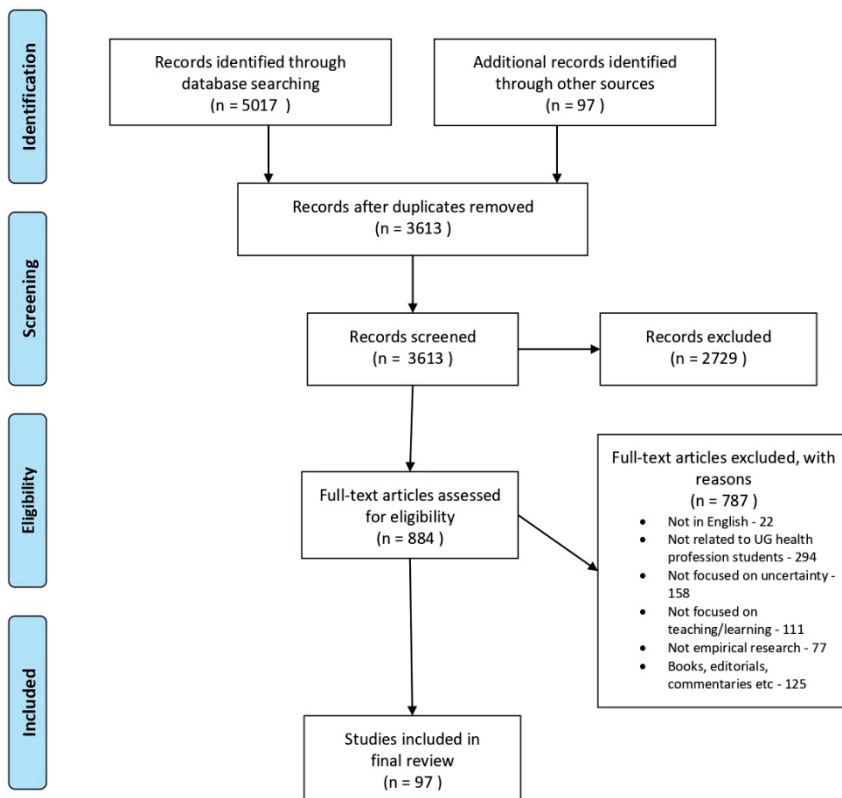 Identification
Records identified through
database searching
(n = 5017 )
Additional records identified
through other sources
(n = 97 )
Records after duplicates removed
(n = 3613 )
Screening
Records screened
(n = 3613 )
Records excluded
(n = 2729 )
Eligibility
Full-text articles assessed
for eligibility
(n = 884 )
Full-text articles excluded, with
reasons
(n = 787 )
• Not in English - 22
• Not related to UG health
profession students - 294
• Not focused on uncertainty -
158
• Not focused on
teaching/learning - 111
• Not empirical research - 77
• Books, editorials,
commentaries etc - 125
Included
Studies included in
final review
(n = 97 )